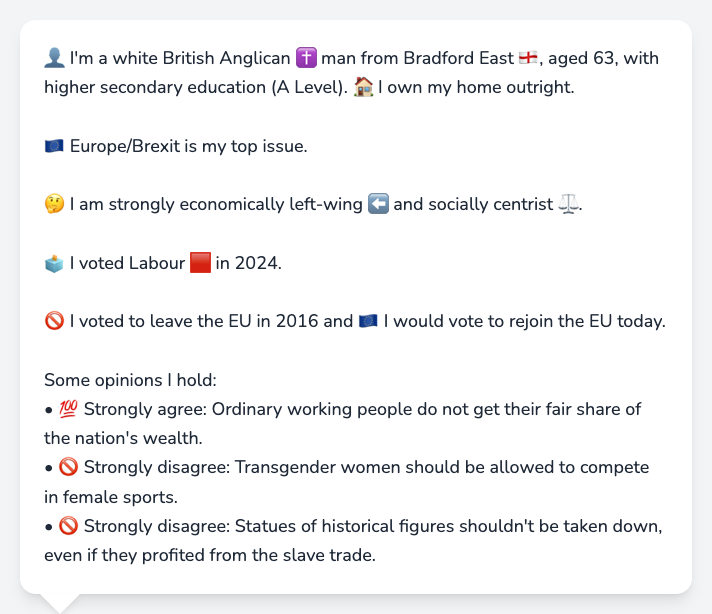 👤 I'm a white British Anglican ✝️ man from Bradford East 🏴󠁧󠁢󠁥󠁮󠁧󠁿, aged 63, with
higher secondary education (A Level). 🏠 I own my home outright.
🇪🇺 Europe/Brexit is my top issue.
🤔 I am strongly economically left-wing ⬅️ and socially centrist ⚖️.
🗳️ I voted Labour 🟥 in 2024.
🚫 I voted to leave the EU in 2016 and 🇪🇺 I would vote to rejoin the EU today.
Some opinions I hold:
• 💯 Strongly agree: Ordinary working people do not get their fair share of
the nation's wealth.
• 🚫 Strongly disagree: Transgender women should be allowed to compete
in female sports.
• 🚫 Strongly disagree: Statues of historical figures shouldn't be taken down,
even if they profited from the slave trade.